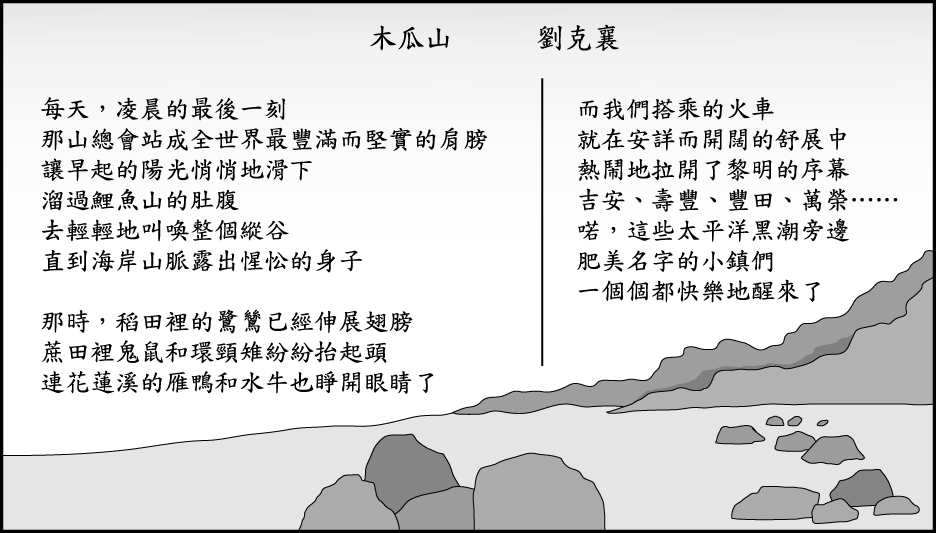 木瓜山 劉克襄
每天，凌晨的最後一刻
那山總會站成全世界最豐滿而堅實的肩膀
讓早起的陽光悄悄地滑下
溜過鯉魚山的肚腹
去輕輕地叫喚整個縱谷
直到海岸山脈露出惺忪的身子
那時，稻田裡的鷺鷥已經伸展翅膀
蔗田裡鬼鼠和環頸雉紛紛抬起頭
連花蓮溪的雁鴨和水牛也睜開眼睛了
而我們搭乘的火車
就在安詳而開闊的舒展中
熱鬧地拉開了黎明的序幕
吉安、壽豐、豐田、萬榮……
喏，這些太平洋黑潮旁邊
肥美名字的小鎮們
一個個都快樂地醒來了